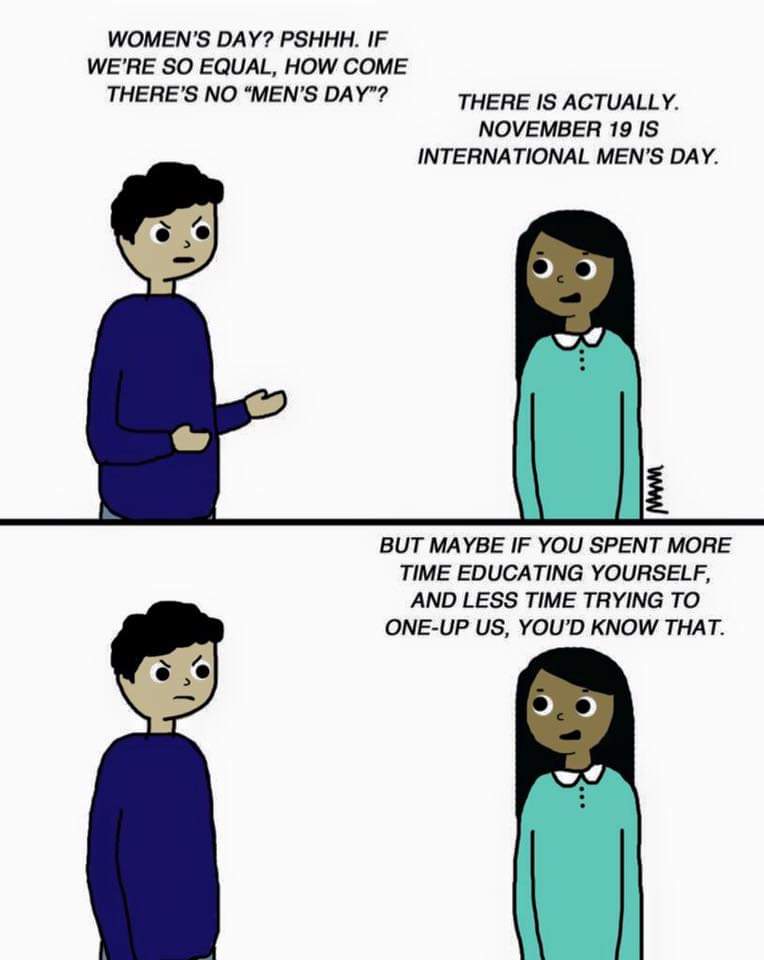 WOMEN'S DAY? PSHHH. IF
WE'RE SO EQUAL, HOW COME
THERE'S NO "MEN'S DAY"?
THERE IS ACTUALLY.
NOVEMBER 19 IS
INTERNATIONAL MEN'S DAY.
BUT MAYBE IF YOU SPENT MORE
TIME EDUCATING YOURSELF,
AND LESS TIME TRYING TO
ONE-UP US, YOU'D KNOW THAT.